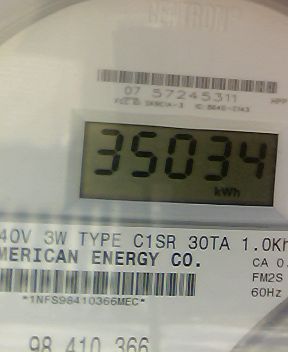 07 57245311
35034
kWh
40V 3W TYPE C1SR 30TA 1.0Kh
MERICAN ENERGY CO.
CA 0.
FM2S
60Hz
*1NFS98410366MEC*
98 410 366